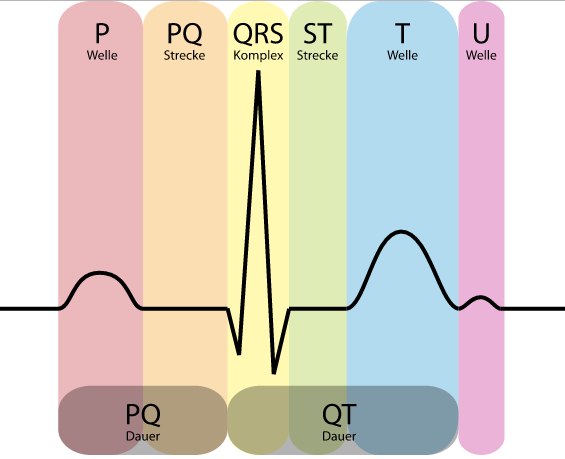 P
Welle
PQ
Strecke
QRS
Komplex
ST
Strecke
T
Welle
U
Welle
PQ
Dauer
QT
Dauer